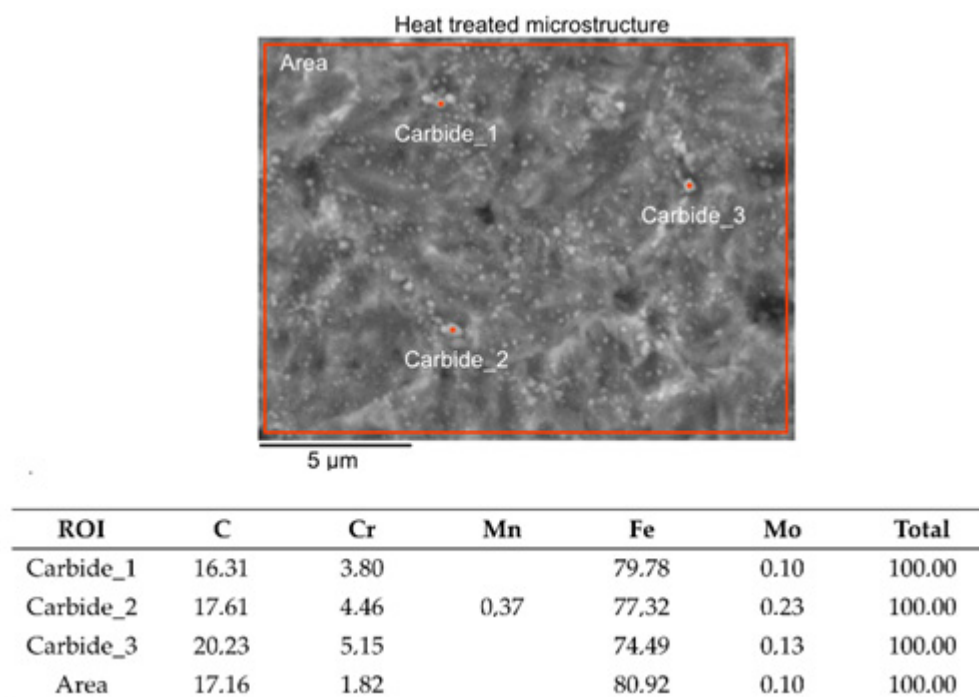 Heat treated microstructure
Area
Carbide_1
Carbide_3
Carbide_2
5 μm
ROI C Cr Mn Fe Mo Total
Carbide_1 16.31 3.80 79.78 0.10 100.00
Carbide_2 17.61 4.46 0,37 77,32 0.23 100.00
Carbide_3 20.23 5,15 74.49 0.13 100.00
Area 17.16 1.82 80.92 0.10 100.00